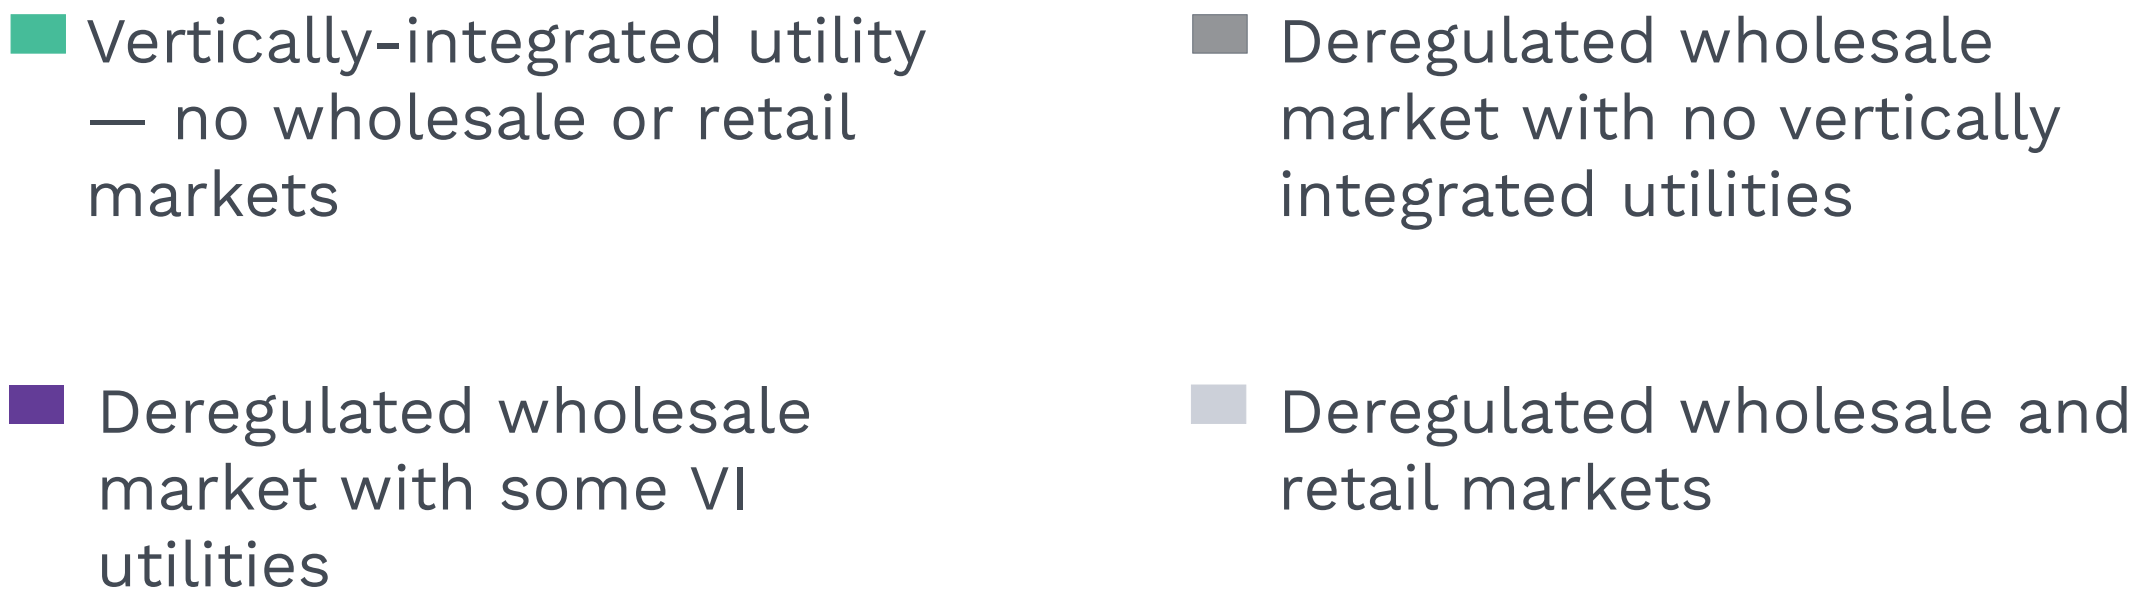 Vertically-integrated utility
— no wholesale or retail
markets
Deregulated wholesale
market with no vertically
integrated utilities
Deregulated wholesale
market with some VI
utilities
Deregulated wholesale and
retail markets